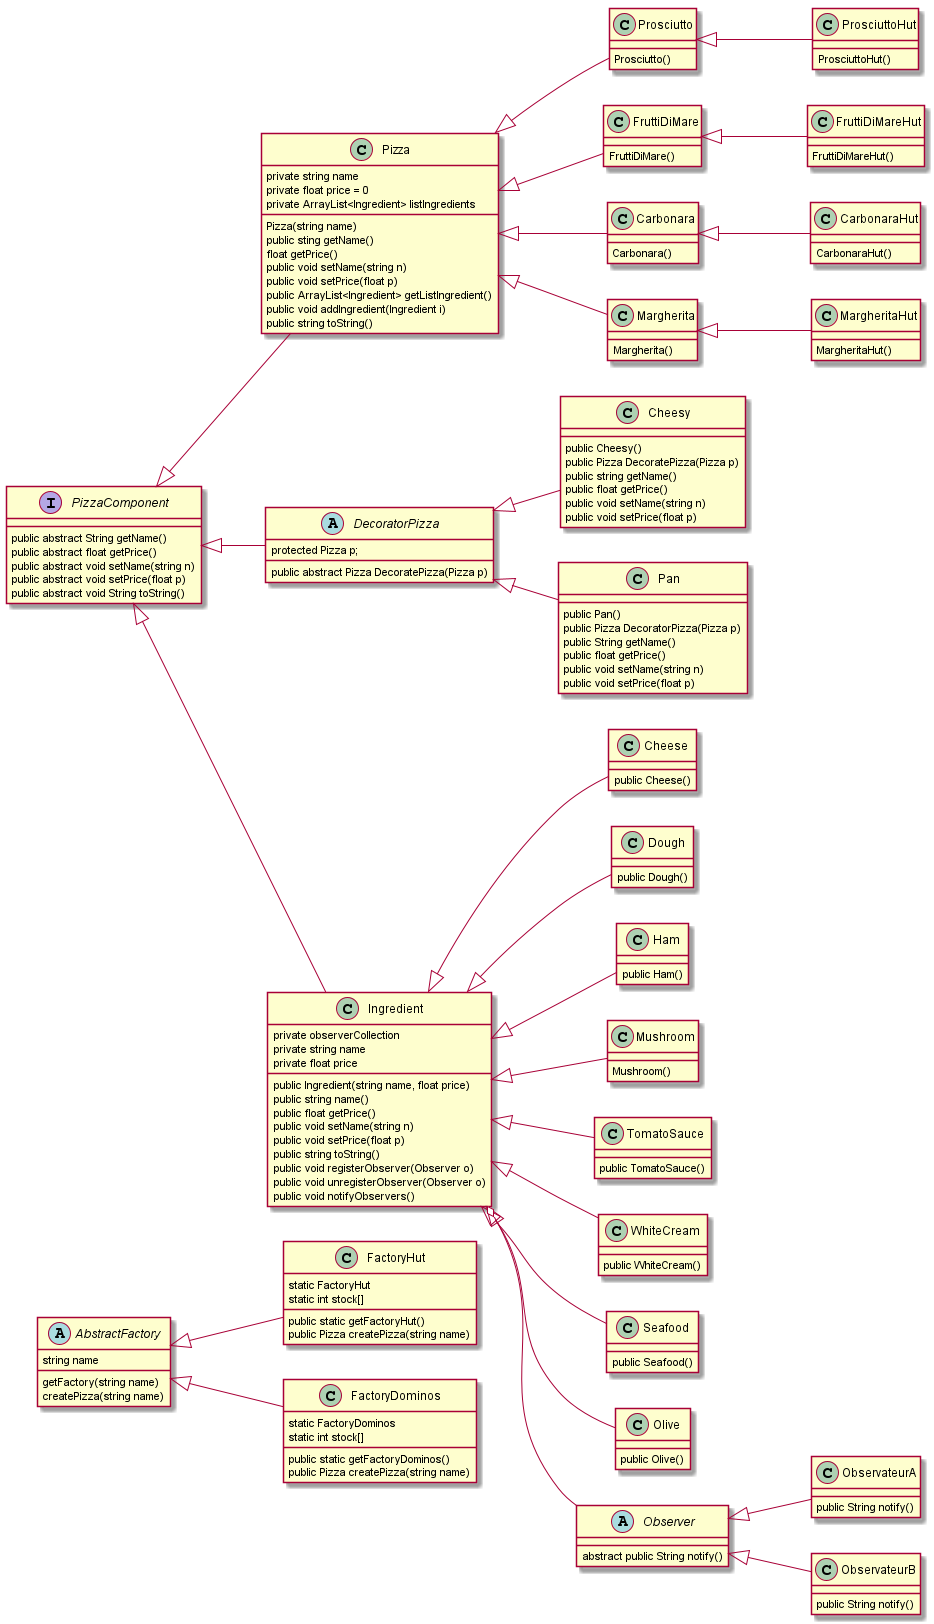 C Prosciutto
Prosciutto()
C ProsciuttoHut
ProsciuttoHut()
C FruttiDiMare
FruttiDiMare()
C FruttiDiMareHut
FruttiDiMareHut()
C Pizza
private string name
private float price = 0
private ArrayList<Ingredient> listIngredients
Pizza(string name)
public sting getName()
float getPrice()
public void setName(string n)
public void setPrice(float p)
public ArrayList<Ingredient> getListIngredient()
public void addIngredient(Ingredient i)
public string toString()
C Carbonara
Carbonara()
C CarbonaraHut
CarbonaraHut()
C Margherita
Margherita()
C MargheritaHut
MargheritaHut()
C Cheesy
public Cheesy()
public Pizza DecoratePizza(Pizza p)
public string getName()
public float getPrice()
public void setName(string n)
public void setPrice(float p)
I PizzaComponent
public abstract String getName()
public abstract float getPrice()
public abstract void setName(string n)
public abstract void setPrice(float p)
public abstract void String toString()
A DecoratorPizza
protected Pizza p;
public abstract Pizza DecoratePizza(Pizza p)
C Pan
public Pan()
public Pizza DecoratorPizza(Pizza p)
public String getName()
public float getPrice()
public void setName(string n)
public void setPrice(float p)
C Cheese
public Cheese()
C Dough
public Dough()
C Ham
public Ham()
C Ingredient
private observerCollection
private string name
private float price
public Ingredient(string name, float price)
public string name()
public float getPrice()
public void setName(string n)
public void setPrice(float p)
public string toString()
public void registerObserver(Observer o)
public void unregisterObserver(Observer o)
public void notifyObservers()
C Mushroom
Mushroom()
C TomatoSauce
public TomatoSauce()
C WhiteCream
public WhiteCream()
C FactoryHut
static FactoryHut
static int stock[]
public static getFactoryHut()
public Pizza createPizza(string name)
C Seafood
public Seafood()
A AbstractFactory
string name
getFactory(string name)
createPizza(string name)
C FactoryDominos
static FactoryDominos
static int stock[]
public static getFactoryDominos()
public Pizza createPizza(string name)
C Olive
public Olive()
A Observer
abstract public String notify()
C ObservateurA
public String notify()
C ObservateurB
public String notify()